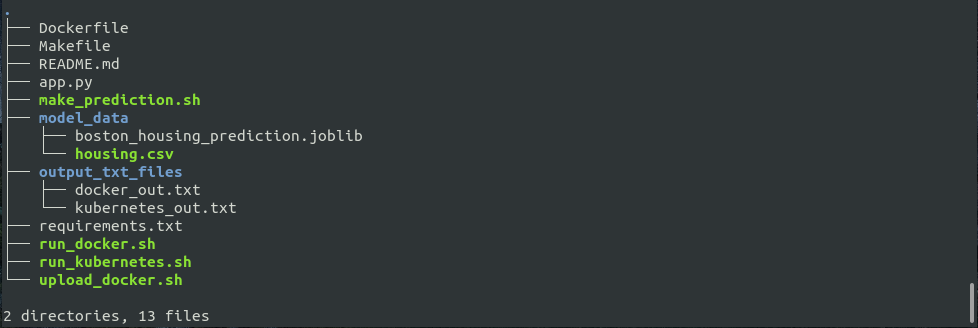 .
├── Dockerfile
├── Makefile
├── README.md
├── app.py
├── make_prediction.sh
├── model_data
│   ├── boston_housing_prediction.joblib
│   └── housing.csv
├── output_txt_files
│   ├── docker_out.txt
│   └── kubernetes_out.txt
├── requirements.txt
├── run_docker.sh
├── run_kubernetes.sh
└── upload_docker.sh
2 directories, 13 files